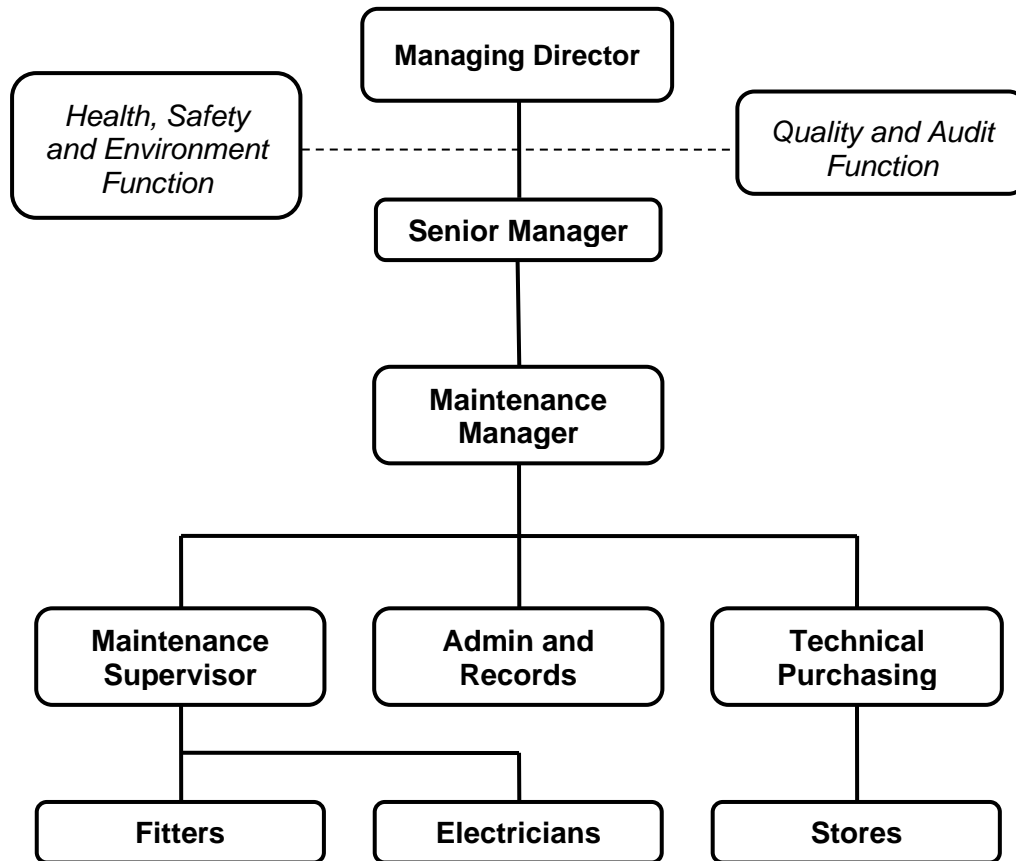 Managing Director
Health, Safety
and Environment
Function
Quality and Audit
Function
Senior Manager
Maintenance
Manager
Maintenance
Supervisor
Admin and
Records
Technical
Purchasing
Fitters
Electricians
Stores